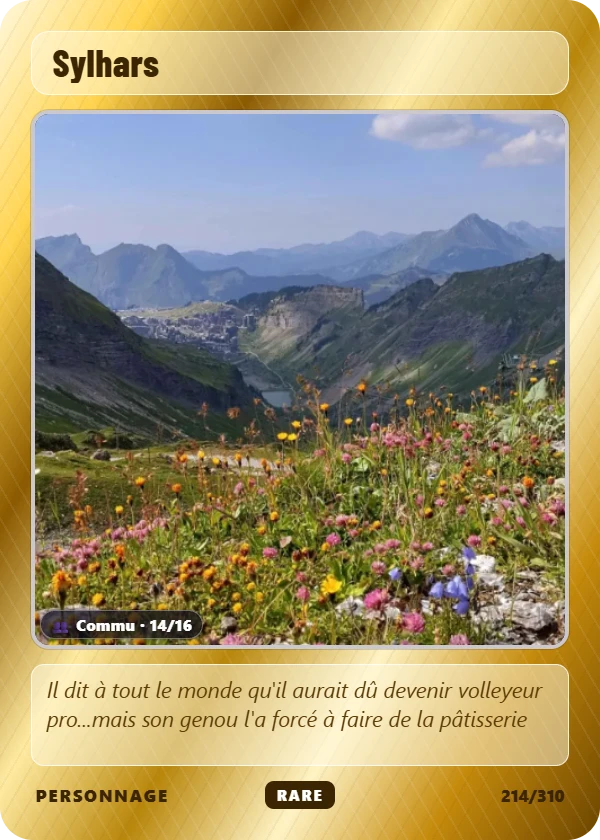 Sylhars
Commu · 14/16
Il dit à tout le monde qu'il aurait dû devenir volleyeur
pro...mais son genou l'a forcé à faire de la pâtisserie
PERSONNAGE
RARE
214/310